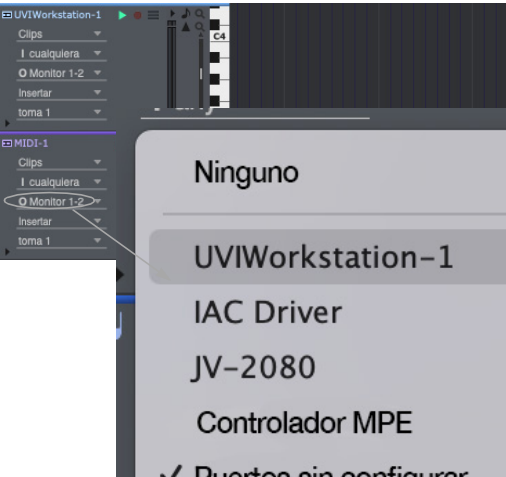 UVIWorkstation-1
Clips
I cualquiera
O Monitor 1-2
Insertar
toma 1
C4
MIDI-1
Clips
I cualquiera
O Monitor 1-2
Insertar
toma 1
Ninguno
UVIWorkstation-1
IAC Driver
JV-2080
Controlador MPE
✓ Puertos sin configurar